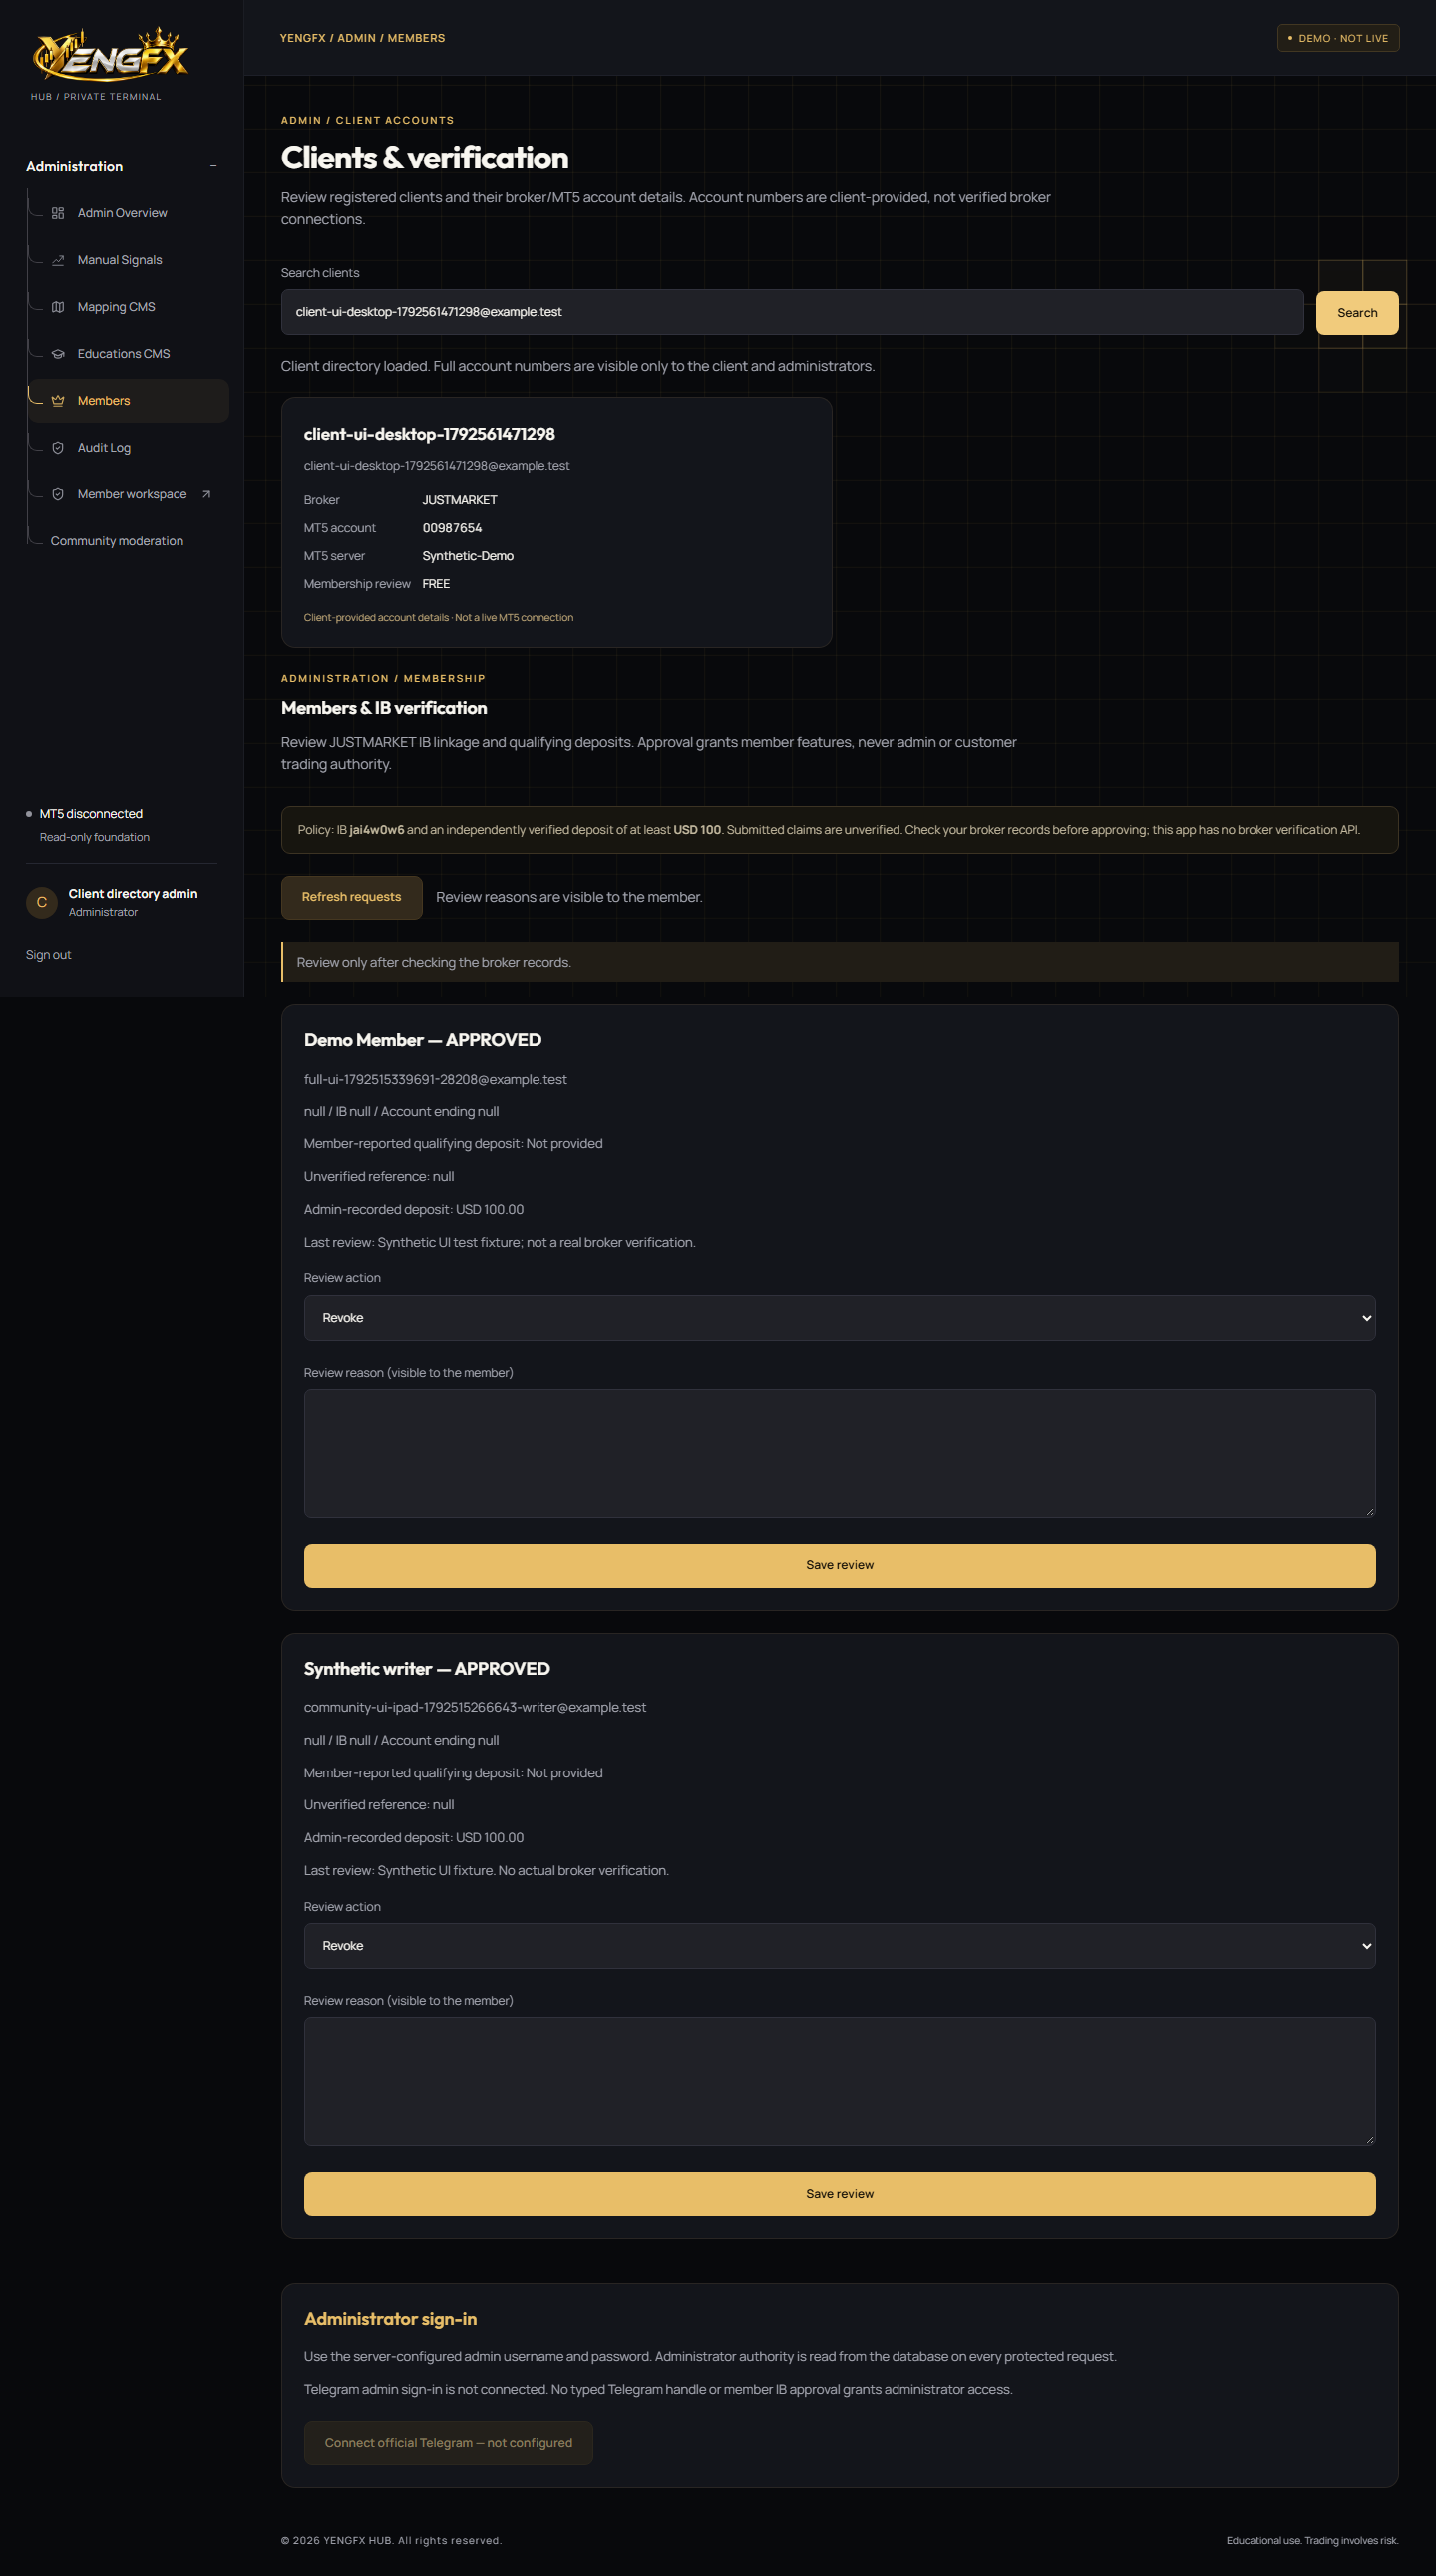 YENGFX
HUB / PRIVATE TERMINAL
Administration
−
Admin Overview
Manual Signals
Mapping CMS
Educations CMS
Members
Audit Log
Member workspace
Community moderation
MT5 disconnected
Read-only foundation
C
Client directory admin
Administrator
Sign out
YENGFX / ADMIN / MEMBERS
DEMO · NOT LIVE
ADMIN / CLIENT ACCOUNTS
Clients & verification
Review registered clients and their broker/MT5 account details. Account numbers are client-provided, not verified broker
connections.
Search clients
client-ui-desktop-1792561471298@example.test
Search
Client directory loaded. Full account numbers are visible only to the client and administrators.
client-ui-desktop-1792561471298
client-ui-desktop-1792561471298@example.test
Broker JUSTMARKET
MT5 account 00987654
MT5 server Synthetic-Demo
Membership review FREE
Client-provided account details · Not a live MT5 connection
ADMINISTRATION / MEMBERSHIP
Members & IB verification
Review JUSTMARKET IB linkage and qualifying deposits. Approval grants member features, never admin or customer
trading authority.
Policy: IB jai4w0w6 and an independently verified deposit of at least USD 100. Submitted claims are unverified. Check your broker records before approving; this app has no broker verification API.
Refresh requests
Review reasons are visible to the member.
Review only after checking the broker records.
Demo Member — APPROVED
full-ui-1792515339691-28208@example.test
null / IB null / Account ending null
Member-reported qualifying deposit: Not provided
Unverified reference: null
Admin-recorded deposit: USD 100.00
Last review: Synthetic UI test fixture; not a real broker verification.
Review action
Revoke
Review reason (visible to the member)
Save review
Synthetic writer — APPROVED
community-ui-ipad-1792515266643-writer@example.test
null / IB null / Account ending null
Member-reported qualifying deposit: Not provided
Unverified reference: null
Admin-recorded deposit: USD 100.00
Last review: Synthetic UI fixture. No actual broker verification.
Review action
Revoke
Review reason (visible to the member)
Save review
Administrator sign-in
Use the server-configured admin username and password. Administrator authority is read from the database on every protected request.
Telegram admin sign-in is not connected. No typed Telegram handle or member IB approval grants administrator access.
Connect official Telegram — not configured
© 2026 YENGFX HUB. All rights reserved.
Educational use. Trading involves risk.